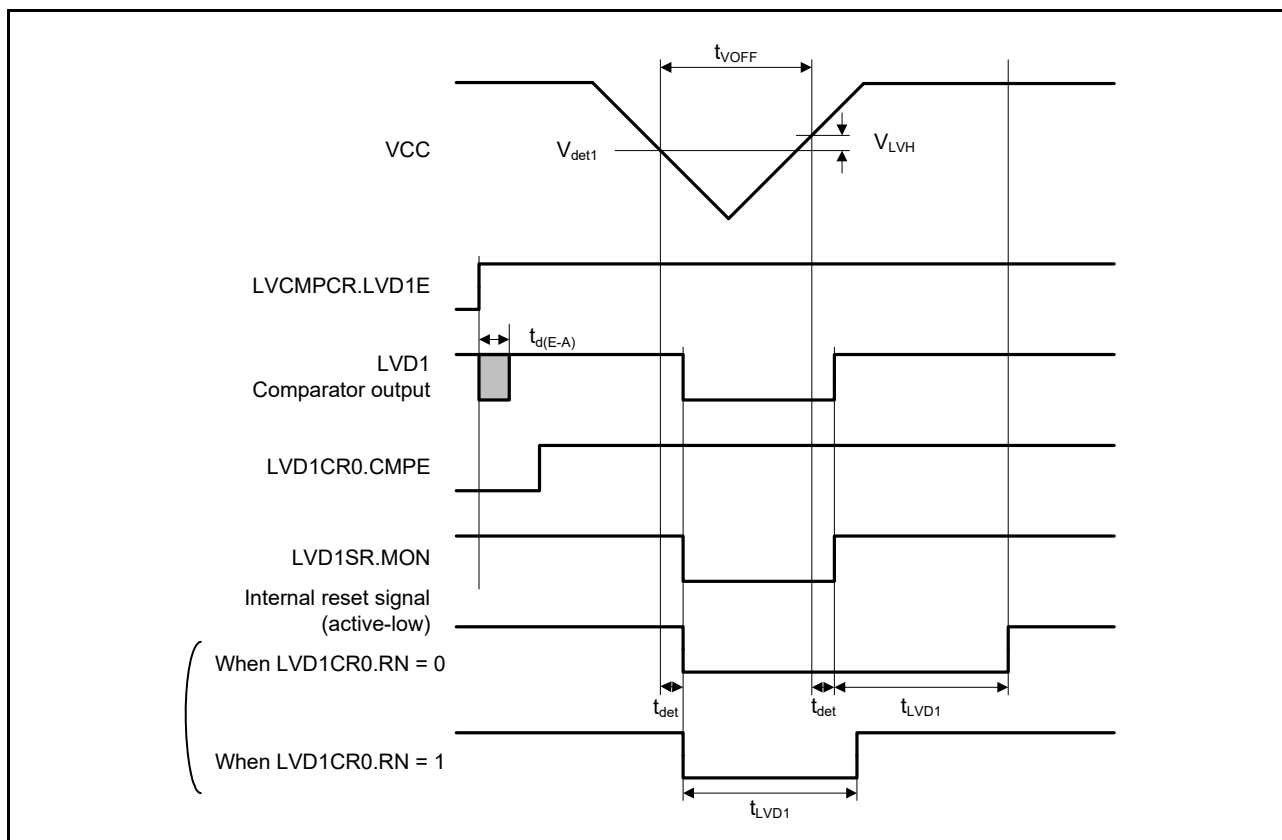 tVOFF
VCC
Vdet1
VLVH
LVCMPCR.LVD1E
td(E-A)
LVD1
Comparator output
LVD1CR0.CMPE
LVD1SR.MON
Internal reset signal
(active-low)
When LVD1CR0.RN = 0
tdet
tdet
tLVD1
When LVD1CR0.RN = 1
tLVD1